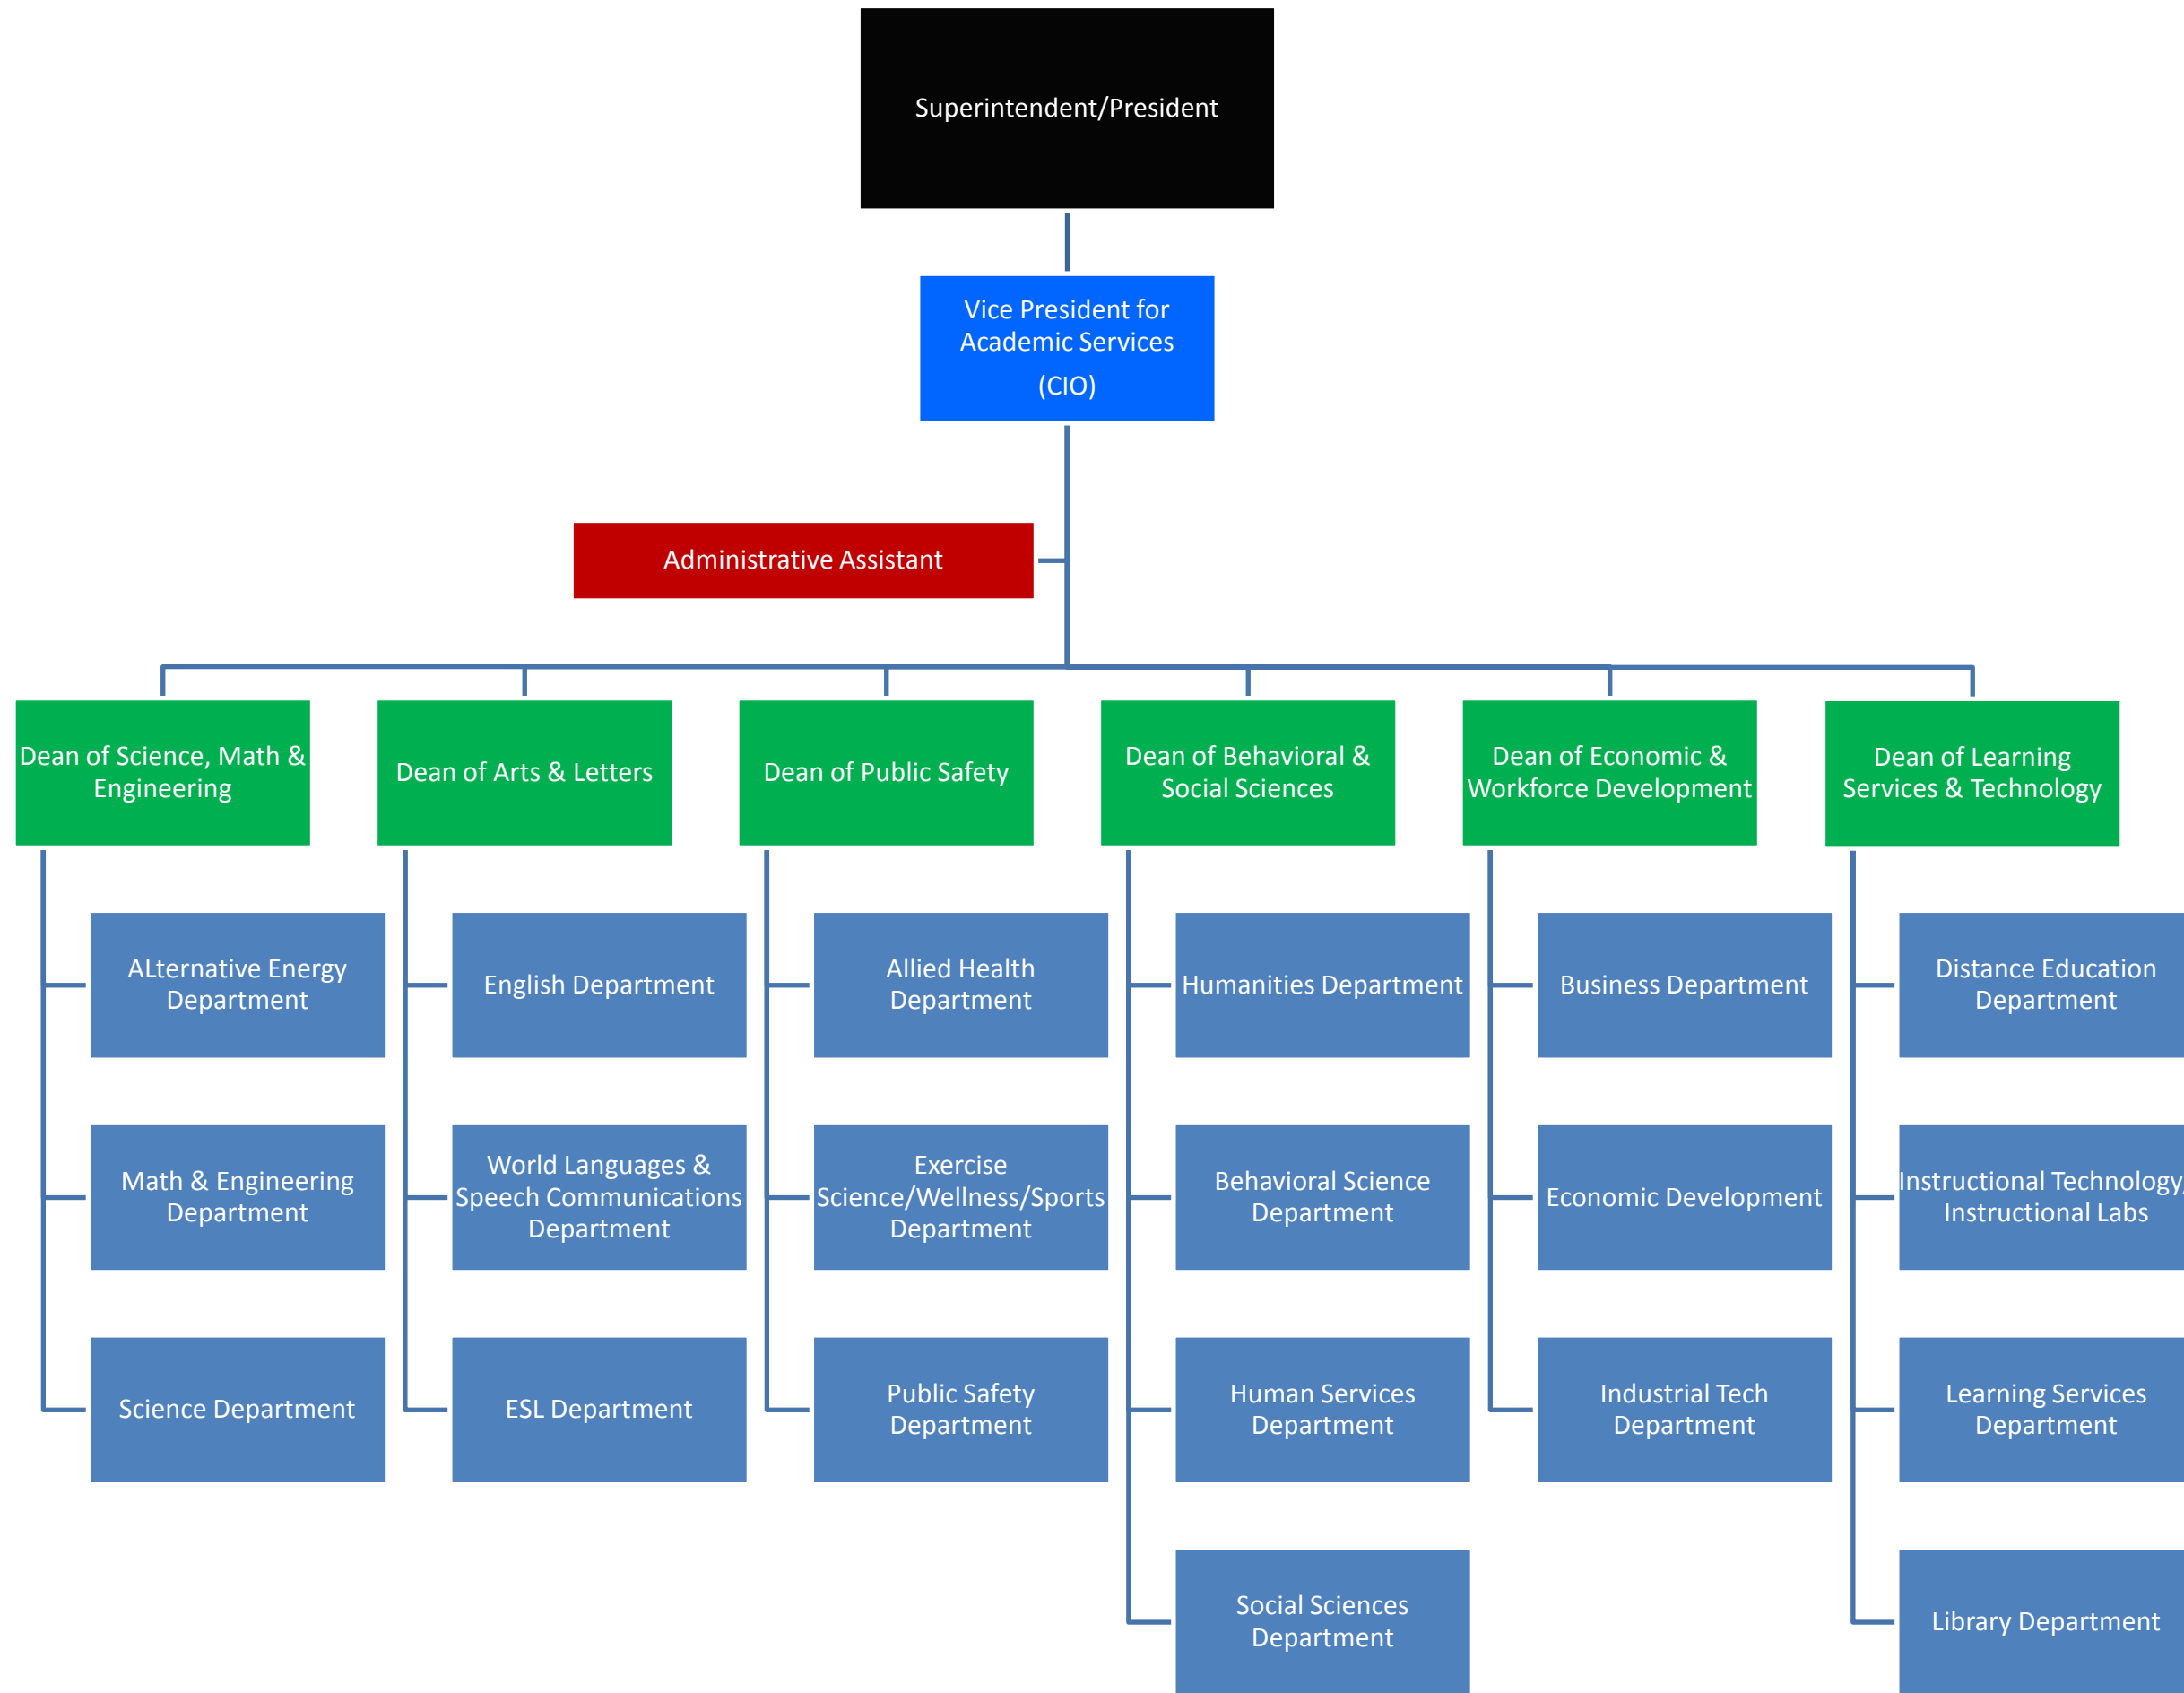 Superintendent/President
Vice President for
Academic Services
(CIO)
Administrative Assistant
Dean of Science, Math &
Engineering
Dean of Arts & Letters
Dean of Public Safety
Dean of Behavioral &
Social Sciences
Dean of Economic &
Workforce Development
Dean of Learning
Services & Technology
ALternative Energy
Department
English Department
Allied Health
Department
Humanities Department
Business Department
Distance Education
Department
Math & Engineering
Department
World Languages &
Speech Communications
Department
Exercise
Science/Wellness/Sports
Department
Behavioral Science
Department
Economic Development
Instructional Technology,
Instructional Labs
Science Department
ESL Department
Public Safety
Department
Human Services
Department
Industrial Tech
Department
Learning Services
Department
Social Sciences
Department
Library Department